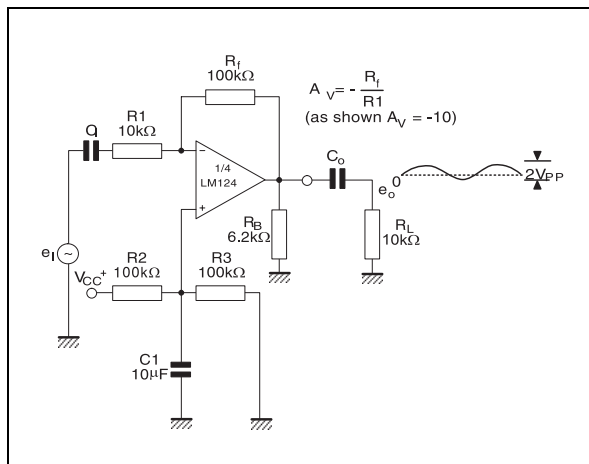 Rf
100kΩ
AV = - Rf
R1
(as shown AV = -10)
R1
10kΩ
CI
1/4
LM124
Co
eo
0
2VPP
RB
6.2kΩ
RL
10kΩ
eI
~
VCC+
R2
100kΩ
R3
100kΩ
C1
10µF